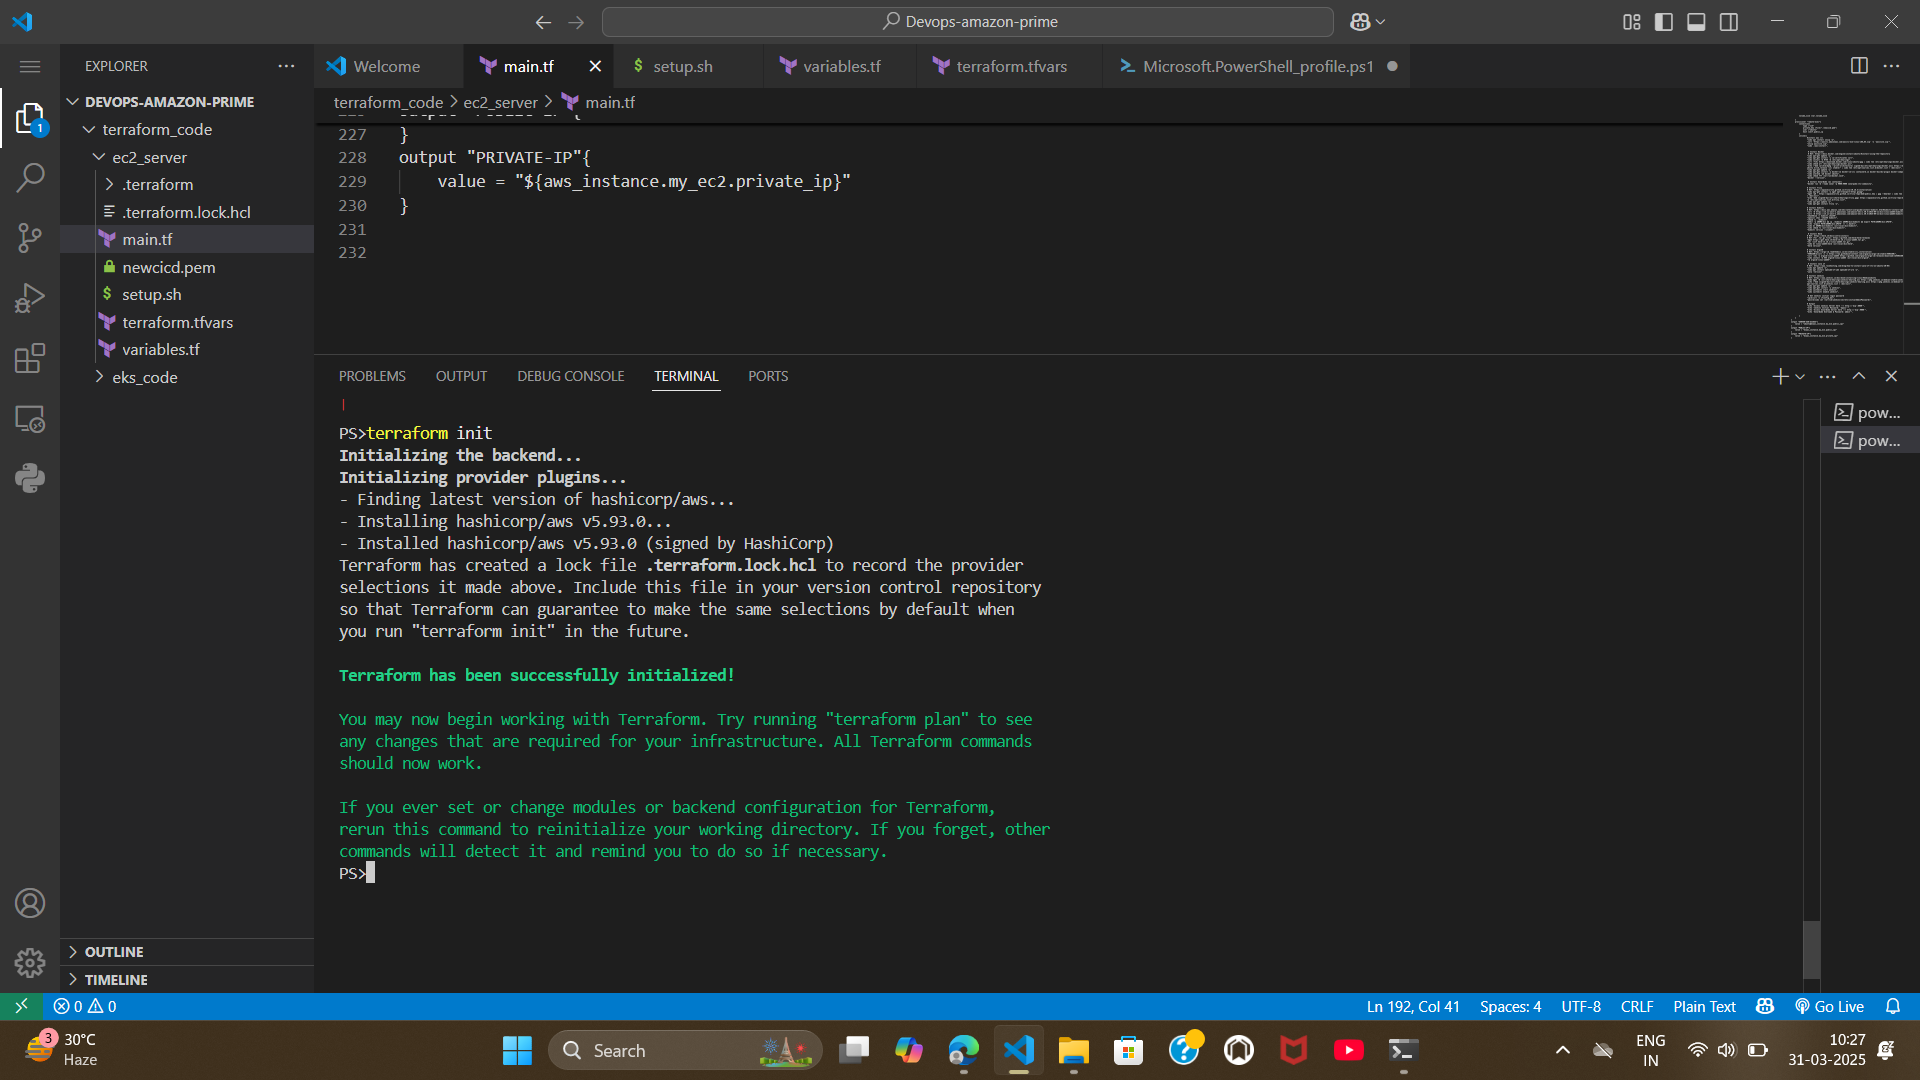 Devops-amazon-prime
EXPLORER
Welcome
main.tf
setup.sh
variables.tf
terraform.tfvars
Microsoft.PowerShell_profile.ps1
DEVOPS-AMAZON-PRIME
terraform_code
ec2_server
.terraform
.terraform.lock.hcl
main.tf
newcicd.pem
setup.sh
terraform.tfvars
variables.tf
eks_code
OUTLINE
TIMELINE
1
terraform_code > ec2_server > main.tf
227 }
228 output "PRIVATE-IP"{
229 value = "${aws_instance.my_ec2.private_ip}"
230 }
231
232
PROBLEMS OUTPUT DEBUG CONSOLE TERMINAL PORTS
pow...
pow...
PS>terraform init
Initializing the backend...
Initializing provider plugins...
- Finding latest version of hashicorp/aws...
- Installing hashicorp/aws v5.93.0...
- Installed hashicorp/aws v5.93.0 (signed by HashiCorp)
Terraform has created a lock file .terraform.lock.hcl to record the provider
selections it made above. Include this file in your version control repository
so that Terraform can guarantee to make the same selections by default when
you run "terraform init" in the future.
Terraform has been successfully initialized!
You may now begin working with Terraform. Try running "terraform plan" to see
any changes that are required for your infrastructure. All Terraform commands
should now work.
If you ever set or change modules or backend configuration for Terraform,
rerun this command to reinitialize your working directory. If you forget, other
commands will detect it and remind you to do so if necessary.
PS>
0 0
Ln 192, Col 41 Spaces: 4 UTF-8 CRLF Plain Text Go Live
3
30°C
Haze
Search
ENG
IN
10:27
31-03-2025